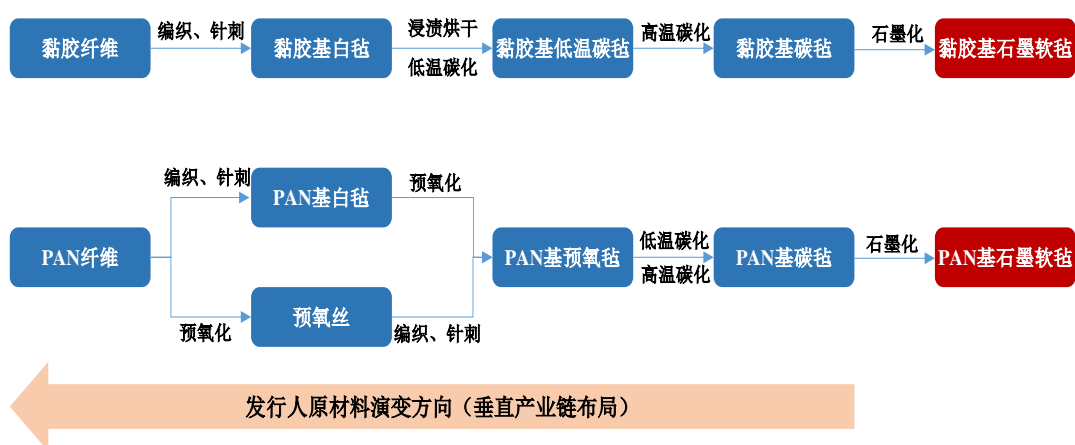 黏胶纤维
编织、针刺
黏胶基白毡
浸渍烘干
低温碳化
黏胶基低温碳毡
高温碳化
黏胶基碳毡
石墨化
黏胶基石墨软毡
PAN纤维
编织、针刺
PAN基白毡
预氧化
预氧化
预氧丝
编织、针刺
PAN基预氧毡
低温碳化
高温碳化
PAN基碳毡
石墨化
PAN基石墨软毡
发行人原材料演变方向（垂直产业链布局）